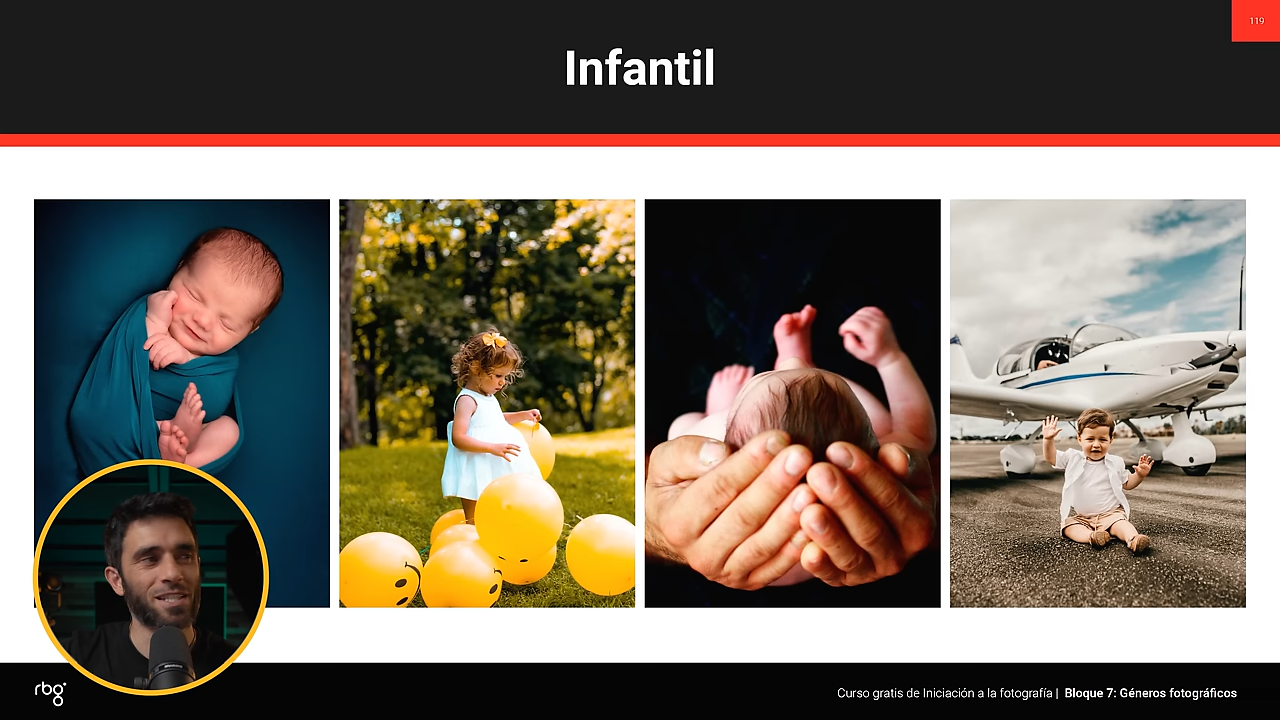 119
Infantil
rbg
Curso gratis de Iniciación a la fotografía | Bloque 7: Géneros fotográficos